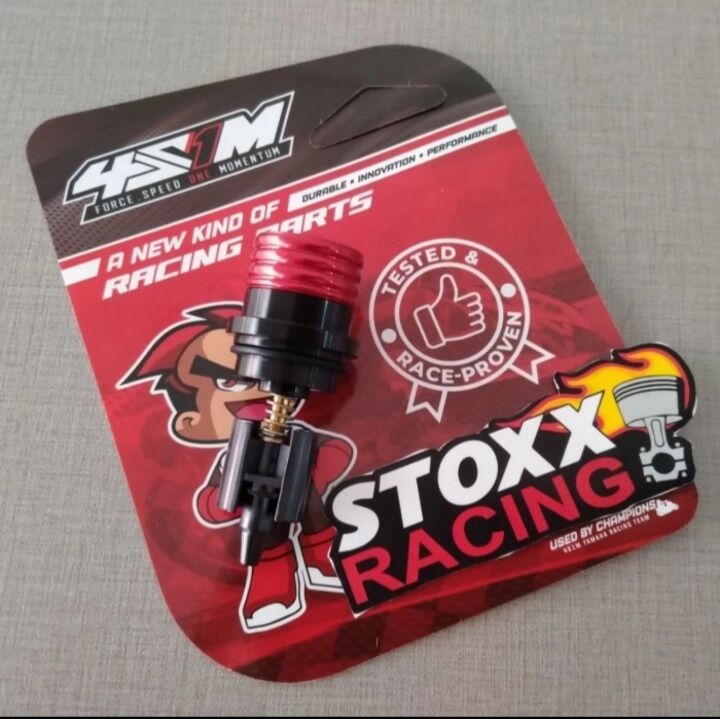 4S1M
FORCE.SPEED ONE MOMENTUM
DURABLE • INNOVATION • PERFORMANCE
A NEW KIND OF
RACING PARTS
TESTED &
RACE-PROVEN
STOXX
RACING
USED BY CHAMPIONS
4S1M YAMAHA RACING TEAM